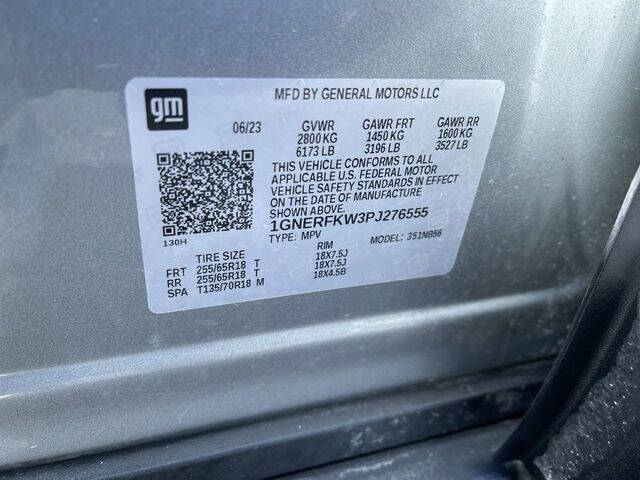 gm
MFD BY GENERAL MOTORS LLC
06/23 GVWR GAWR FRT GAWR RR
2800 KG 1450 KG 1600 KG
6173 LB 3196 LB 3527 LB
THIS VEHICLE CONFORMS TO ALL
APPLICABLE U.S. FEDERAL MOTOR
VEHICLE SAFETY STANDARDS IN EFFECT
ON THE DATE OF MANUFACTURE
SHOWN ABOVE.
1GNERFKW3PJ276555
130H
TYPE: MPV MODEL: 351NB56
TIRE SIZE RIM
FRT 255/65R18 T 18X7.5J
RR 255/65R18 T 18X7.5J
SPA T135/70R18 M 18X4.5B